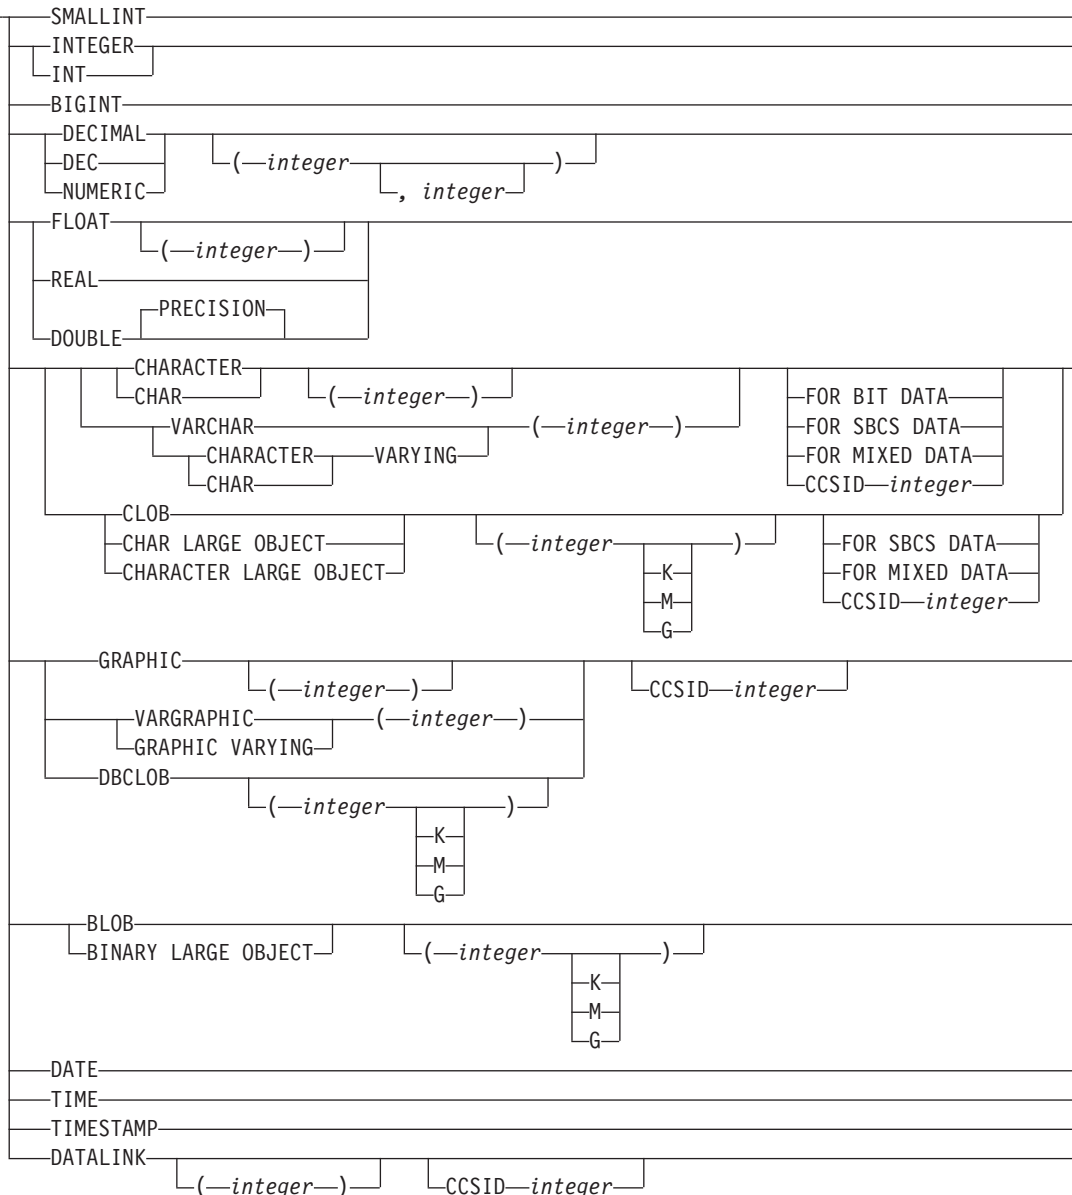 SMALLINT
INTEGER
INT
BIGINT
DECIMAL
DEC ( integer )
NUMERIC , integer
FLOAT
( integer )
REAL
PRECISION
DOUBLE
CHARACTER
CHAR ( integer ) FOR BIT DATA
VARCHAR ( integer ) FOR SBCS DATA
CHARACTER VARYING FOR MIXED DATA
CHAR CCSID integer
CLOB
CHAR LARGE OBJECT ( integer ) FOR SBCS DATA
CHARACTER LARGE OBJECT K FOR MIXED DATA
M CCSID integer
G
GRAPHIC
( integer ) CCSID integer
VARGRAPHIC ( integer )
GRAPHIC VARYING
DBCLOB
( integer )
K
M
G
BLOB
BINARY LARGE OBJECT ( integer )
K
M
G
DATE
TIME
TIMESTAMP
DATALINK
( integer ) CCSID integer